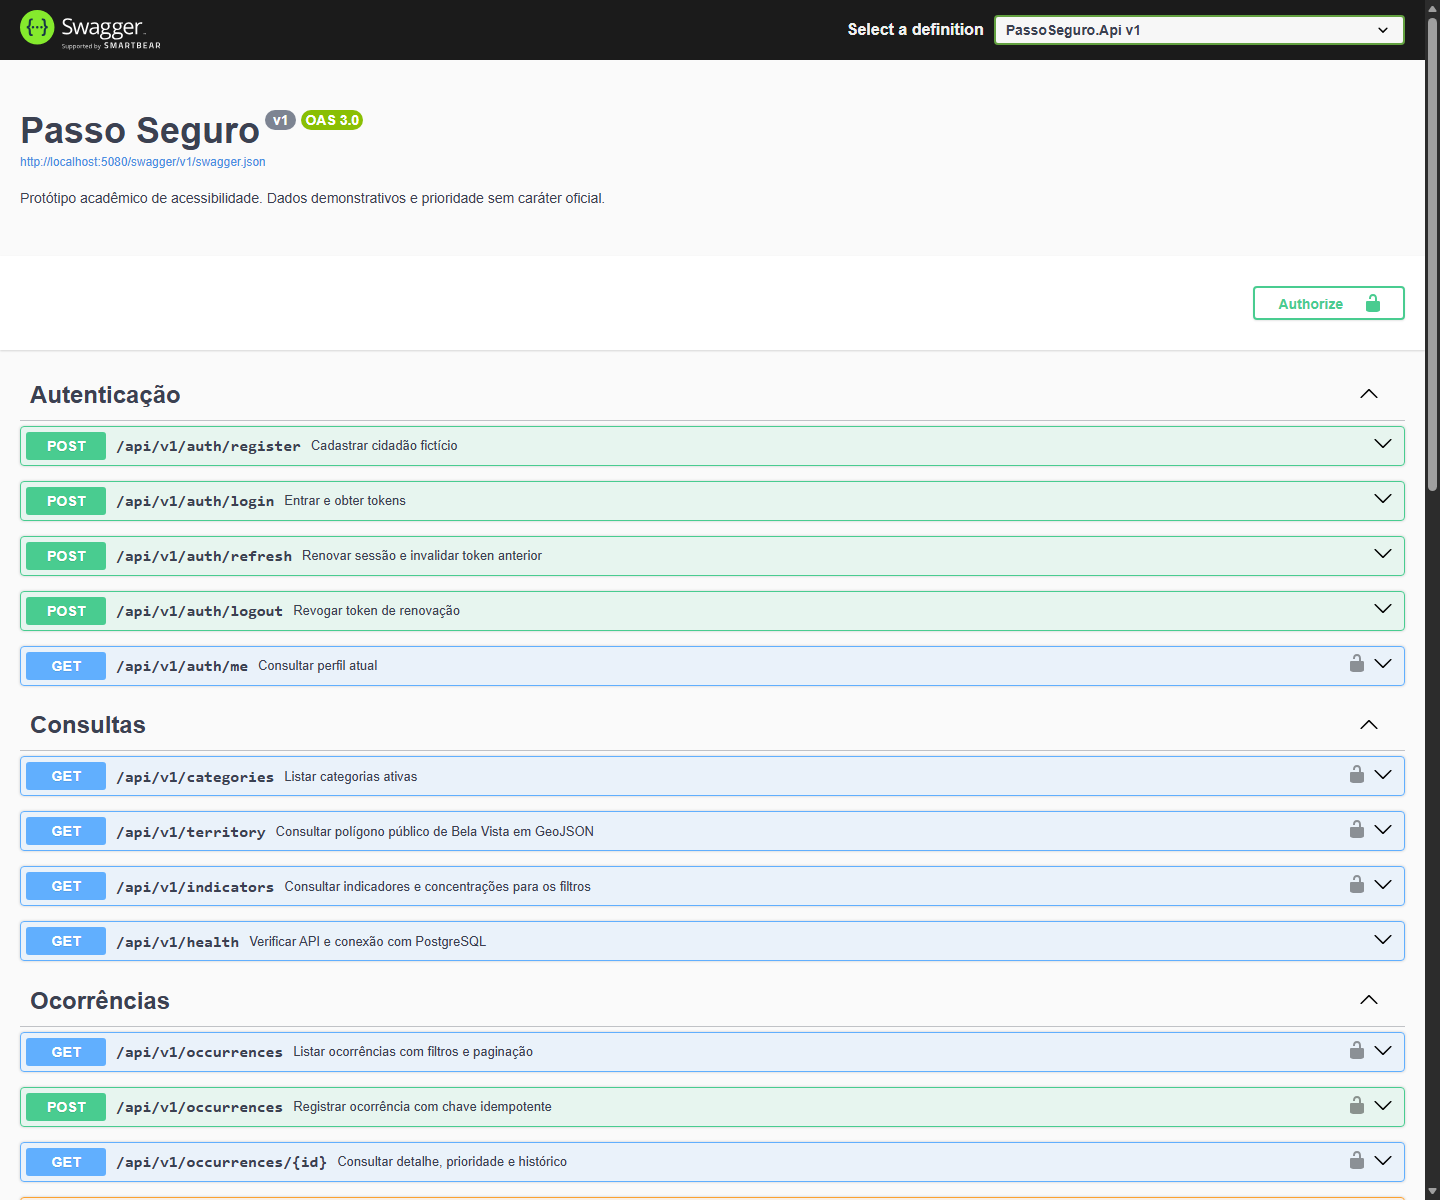 Swagger
Supported by SMARTBEAR
Select a definition
PassoSeguro.Api v1
Passo Seguro v1 OAS 3.0
http://localhost:5080/swagger/v1/swagger.json
Protótipo acadêmico de acessibilidade. Dados demonstrativos e prioridade sem caráter oficial.
Authorize
Autenticação
POST /api/v1/auth/register Cadastrar cidadão fictício
POST /api/v1/auth/login Entrar e obter tokens
POST /api/v1/auth/refresh Renovar sessão e invalidar token anterior
POST /api/v1/auth/logout Revogar token de renovação
GET /api/v1/auth/me Consultar perfil atual
Consultas
GET /api/v1/categories Listar categorias ativas
GET /api/v1/territory Consultar polígono público de Bela Vista em GeoJSON
GET /api/v1/indicators Consultar indicadores e concentrações para os filtros
GET /api/v1/health Verificar API e conexão com PostgreSQL
Ocorrências
GET /api/v1/occurrences Listar ocorrências com filtros e paginação
POST /api/v1/occurrences Registrar ocorrência com chave idempotente
GET /api/v1/occurrences/{id} Consultar detalhe, prioridade e histórico